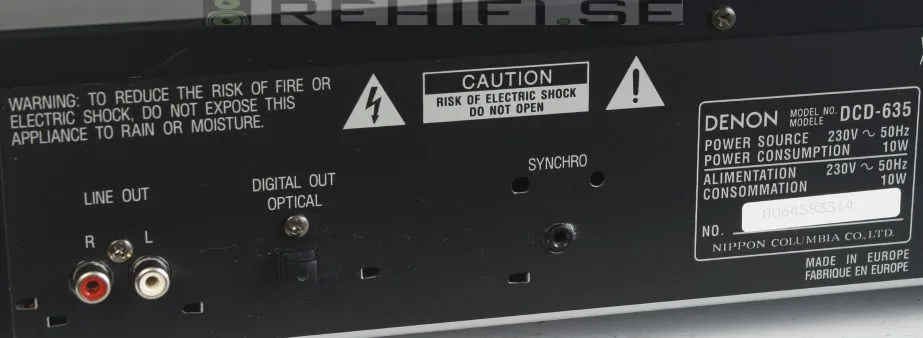 REHIFI.SE
WARNING: TO REDUCE THE RISK OF FIRE OR
ELECTRIC SHOCK, DO NOT EXPOSE THIS
APPLIANCE TO RAIN OR MOISTURE.
CAUTION
RISK OF ELECTRIC SHOCK
DO NOT OPEN
LINE OUT
R L
DIGITAL OUT
OPTICAL
SYNCHRO
DENON MODEL NO. MODELE DCD-635
POWER SOURCE 230V ~ 50Hz
POWER CONSUMPTION 10W
ALIMENTATION 230V ~ 50Hz
CONSOMMATION 10W
NO. 8064583314
NIPPON COLUMBIA CO., LTD.
MADE IN EUROPE
FABRIQUE EN EUROPE